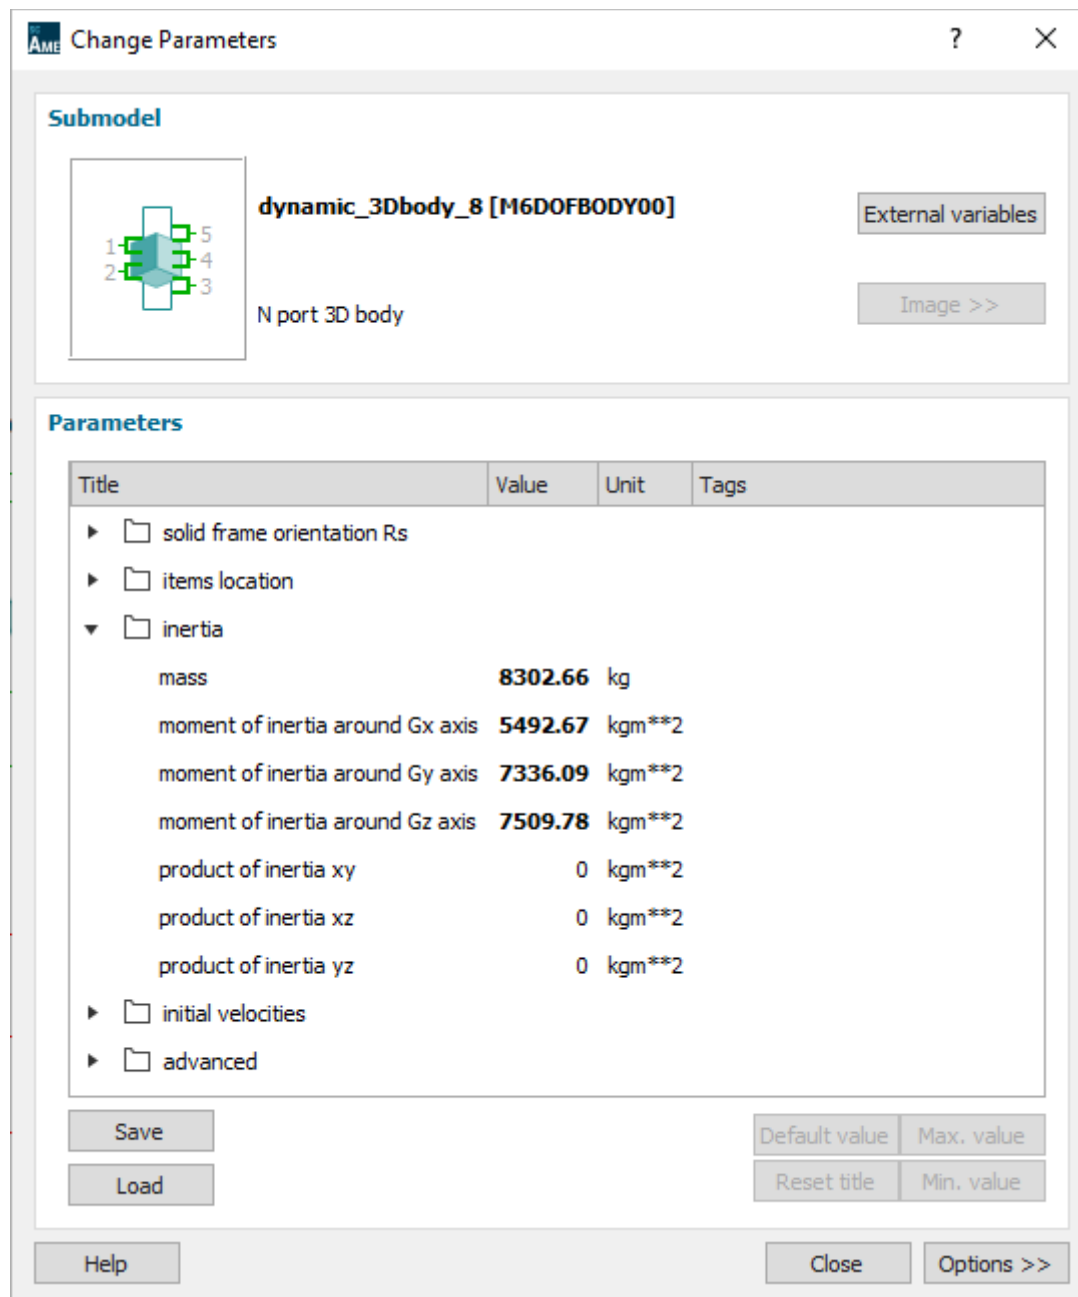 SC
AME Change Parameters ? ×
Submodel
dynamic_3Dbody_8 [M6DOFBODY00]
External variables
1 5
2 4
3
N port 3D body
Image >>
Parameters
Title Value Unit Tags
solid frame orientation Rs
items location
inertia
mass 8302.66 kg
moment of inertia around Gx axis 5492.67 kgm**2
moment of inertia around Gy axis 7336.09 kgm**2
moment of inertia around Gz axis 7509.78 kgm**2
product of inertia xy 0 kgm**2
product of inertia xz 0 kgm**2
product of inertia yz 0 kgm**2
initial velocities
advanced
Save
Default value Max. value
Load
Reset title Min. value
Help Close Options >>